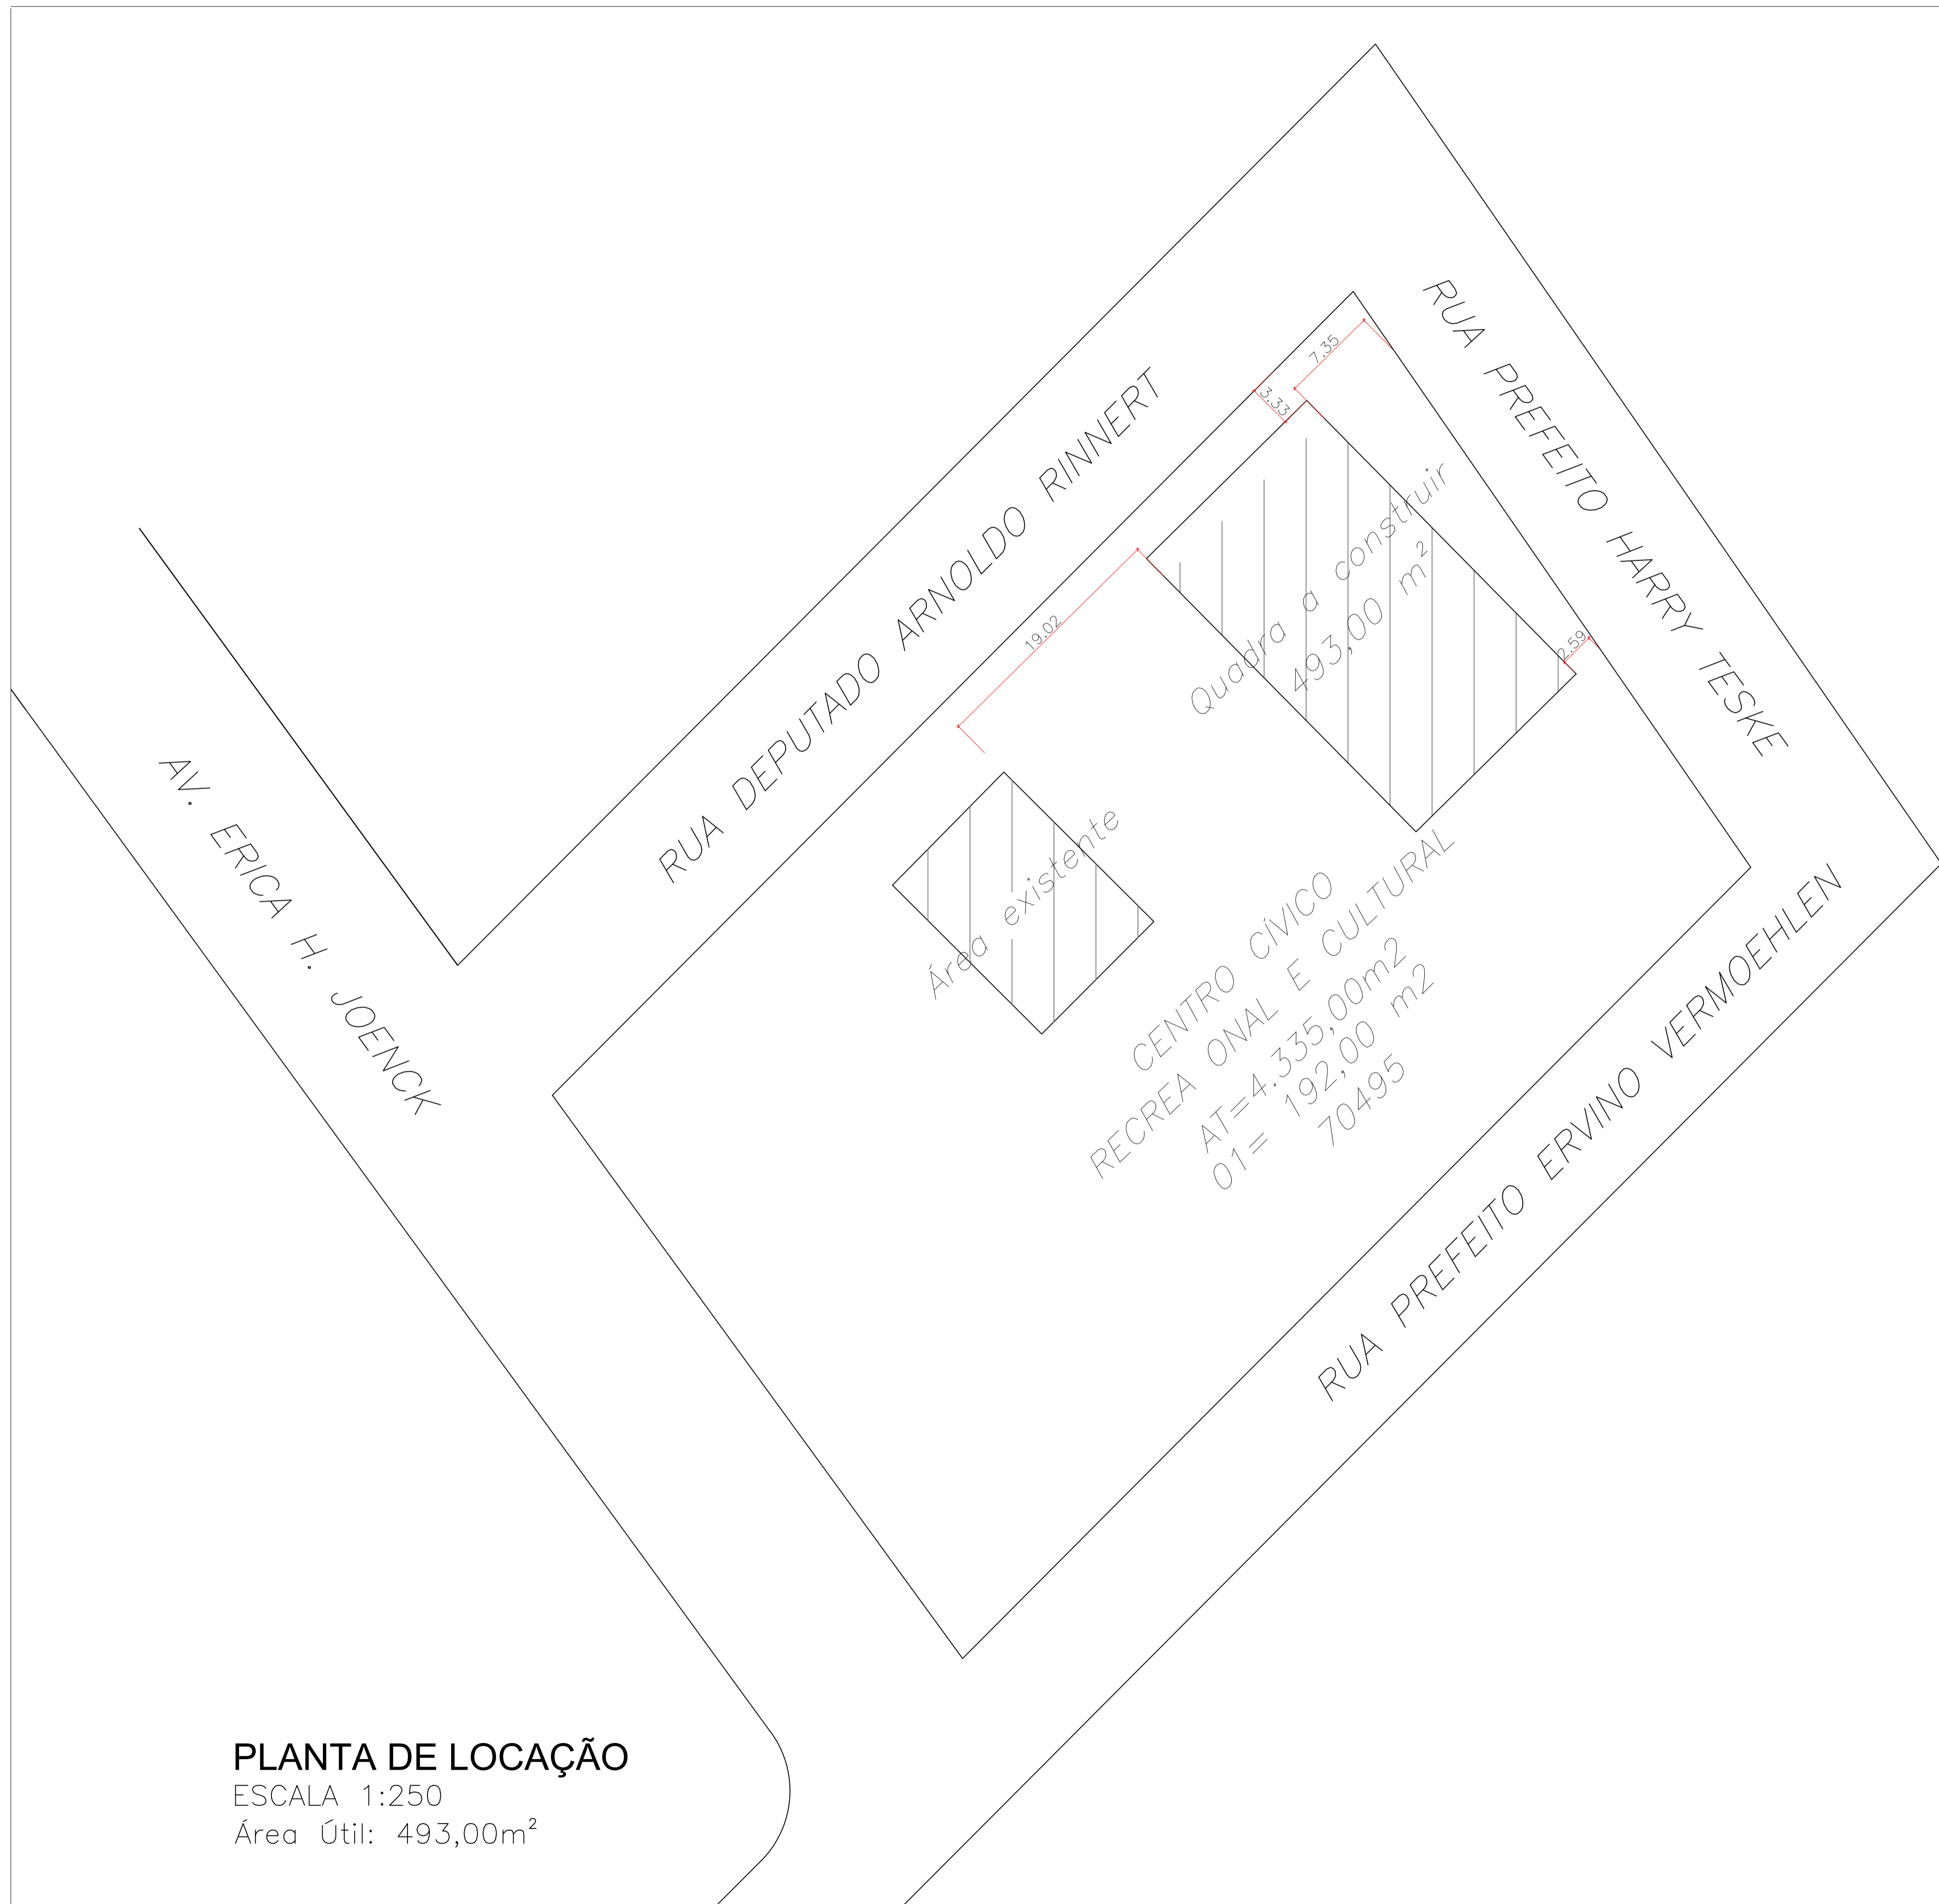 RUA PREFEITO HARRY TESKE
7.35
3.33
RUA DEPUTADO ARNOLDO RINNERT
Quadra a construir
493,00 m²
19.02
2.59
AV. ERICA H. JOENCK
Área existente
CENTRO CÍVICO
RECREA ONAL E CULTURAL
AT=4.335,00m2
01= 192,00 m2
70495
RUA PREFEITO ERVINO VERMOEHLEN
PLANTA DE LOCAÇÃO
ESCALA 1:250
Área Útil: 493,00m²